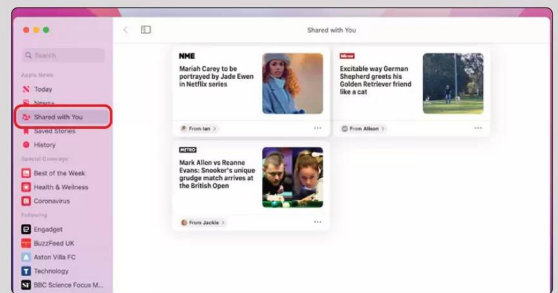 Shared with You
Search
Apple News
Today
News+
Shared with You
Saved Stories
History
Special Coverage
Best of the Week
Health & Wellness
Coronavirus
Following
Engadget
BuzzFeed UK
Aston Villa FC
Technology
BBC Science Focus M...
NME
Mariah Carey to be
portrayed by Jade Ewen
in Netflix series
From Ian >
Excitable way German
Shepherd greets his
Golden Retriever friend
like a cat
From Alison >
METRO
Mark Allen vs Reanne
Evans: Snooker's unique
grudge match arrives at
the British Open
From Jackie >